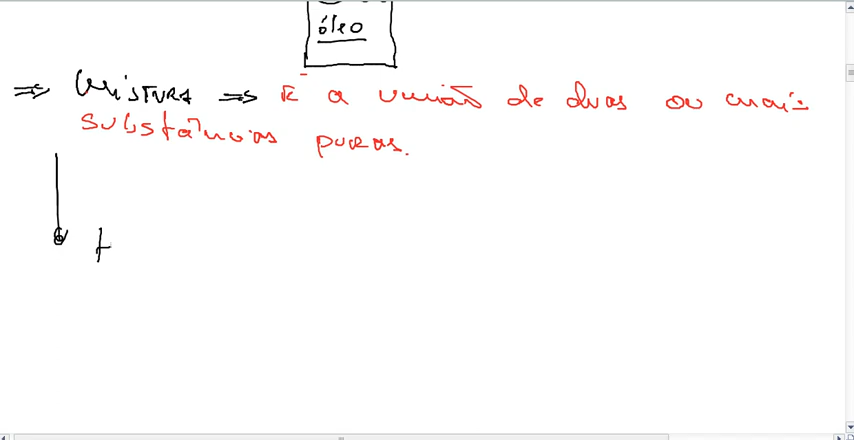 óleo
⇒ Mistura ⇒ É a união de duas ou mais
substâncias puras.